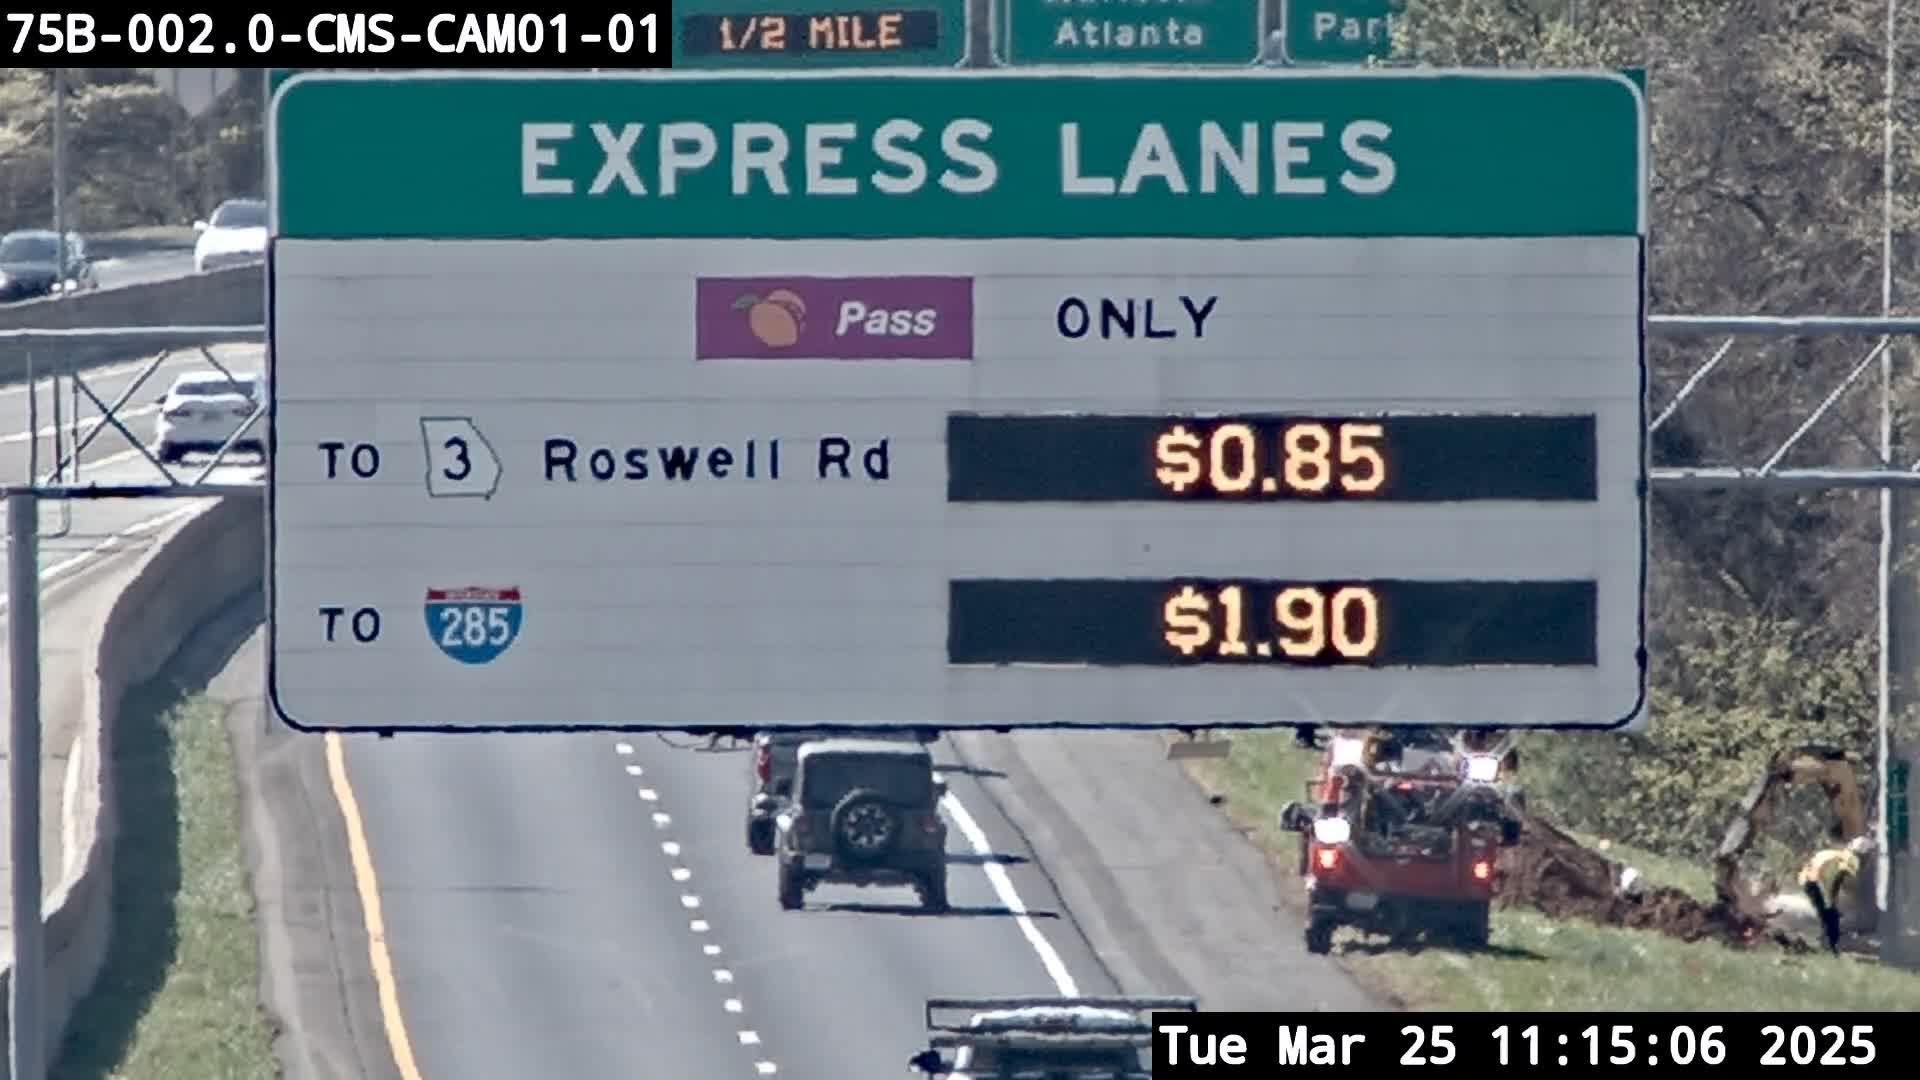 75B-002.0-CMS-CAM01-01
1/2 MILE
Atlanta
EXPRESS LANES
Pass ONLY
TO 3 Roswell Rd $0.85
TO 285 $1.90
Tue Mar 25 11:15:06 2025